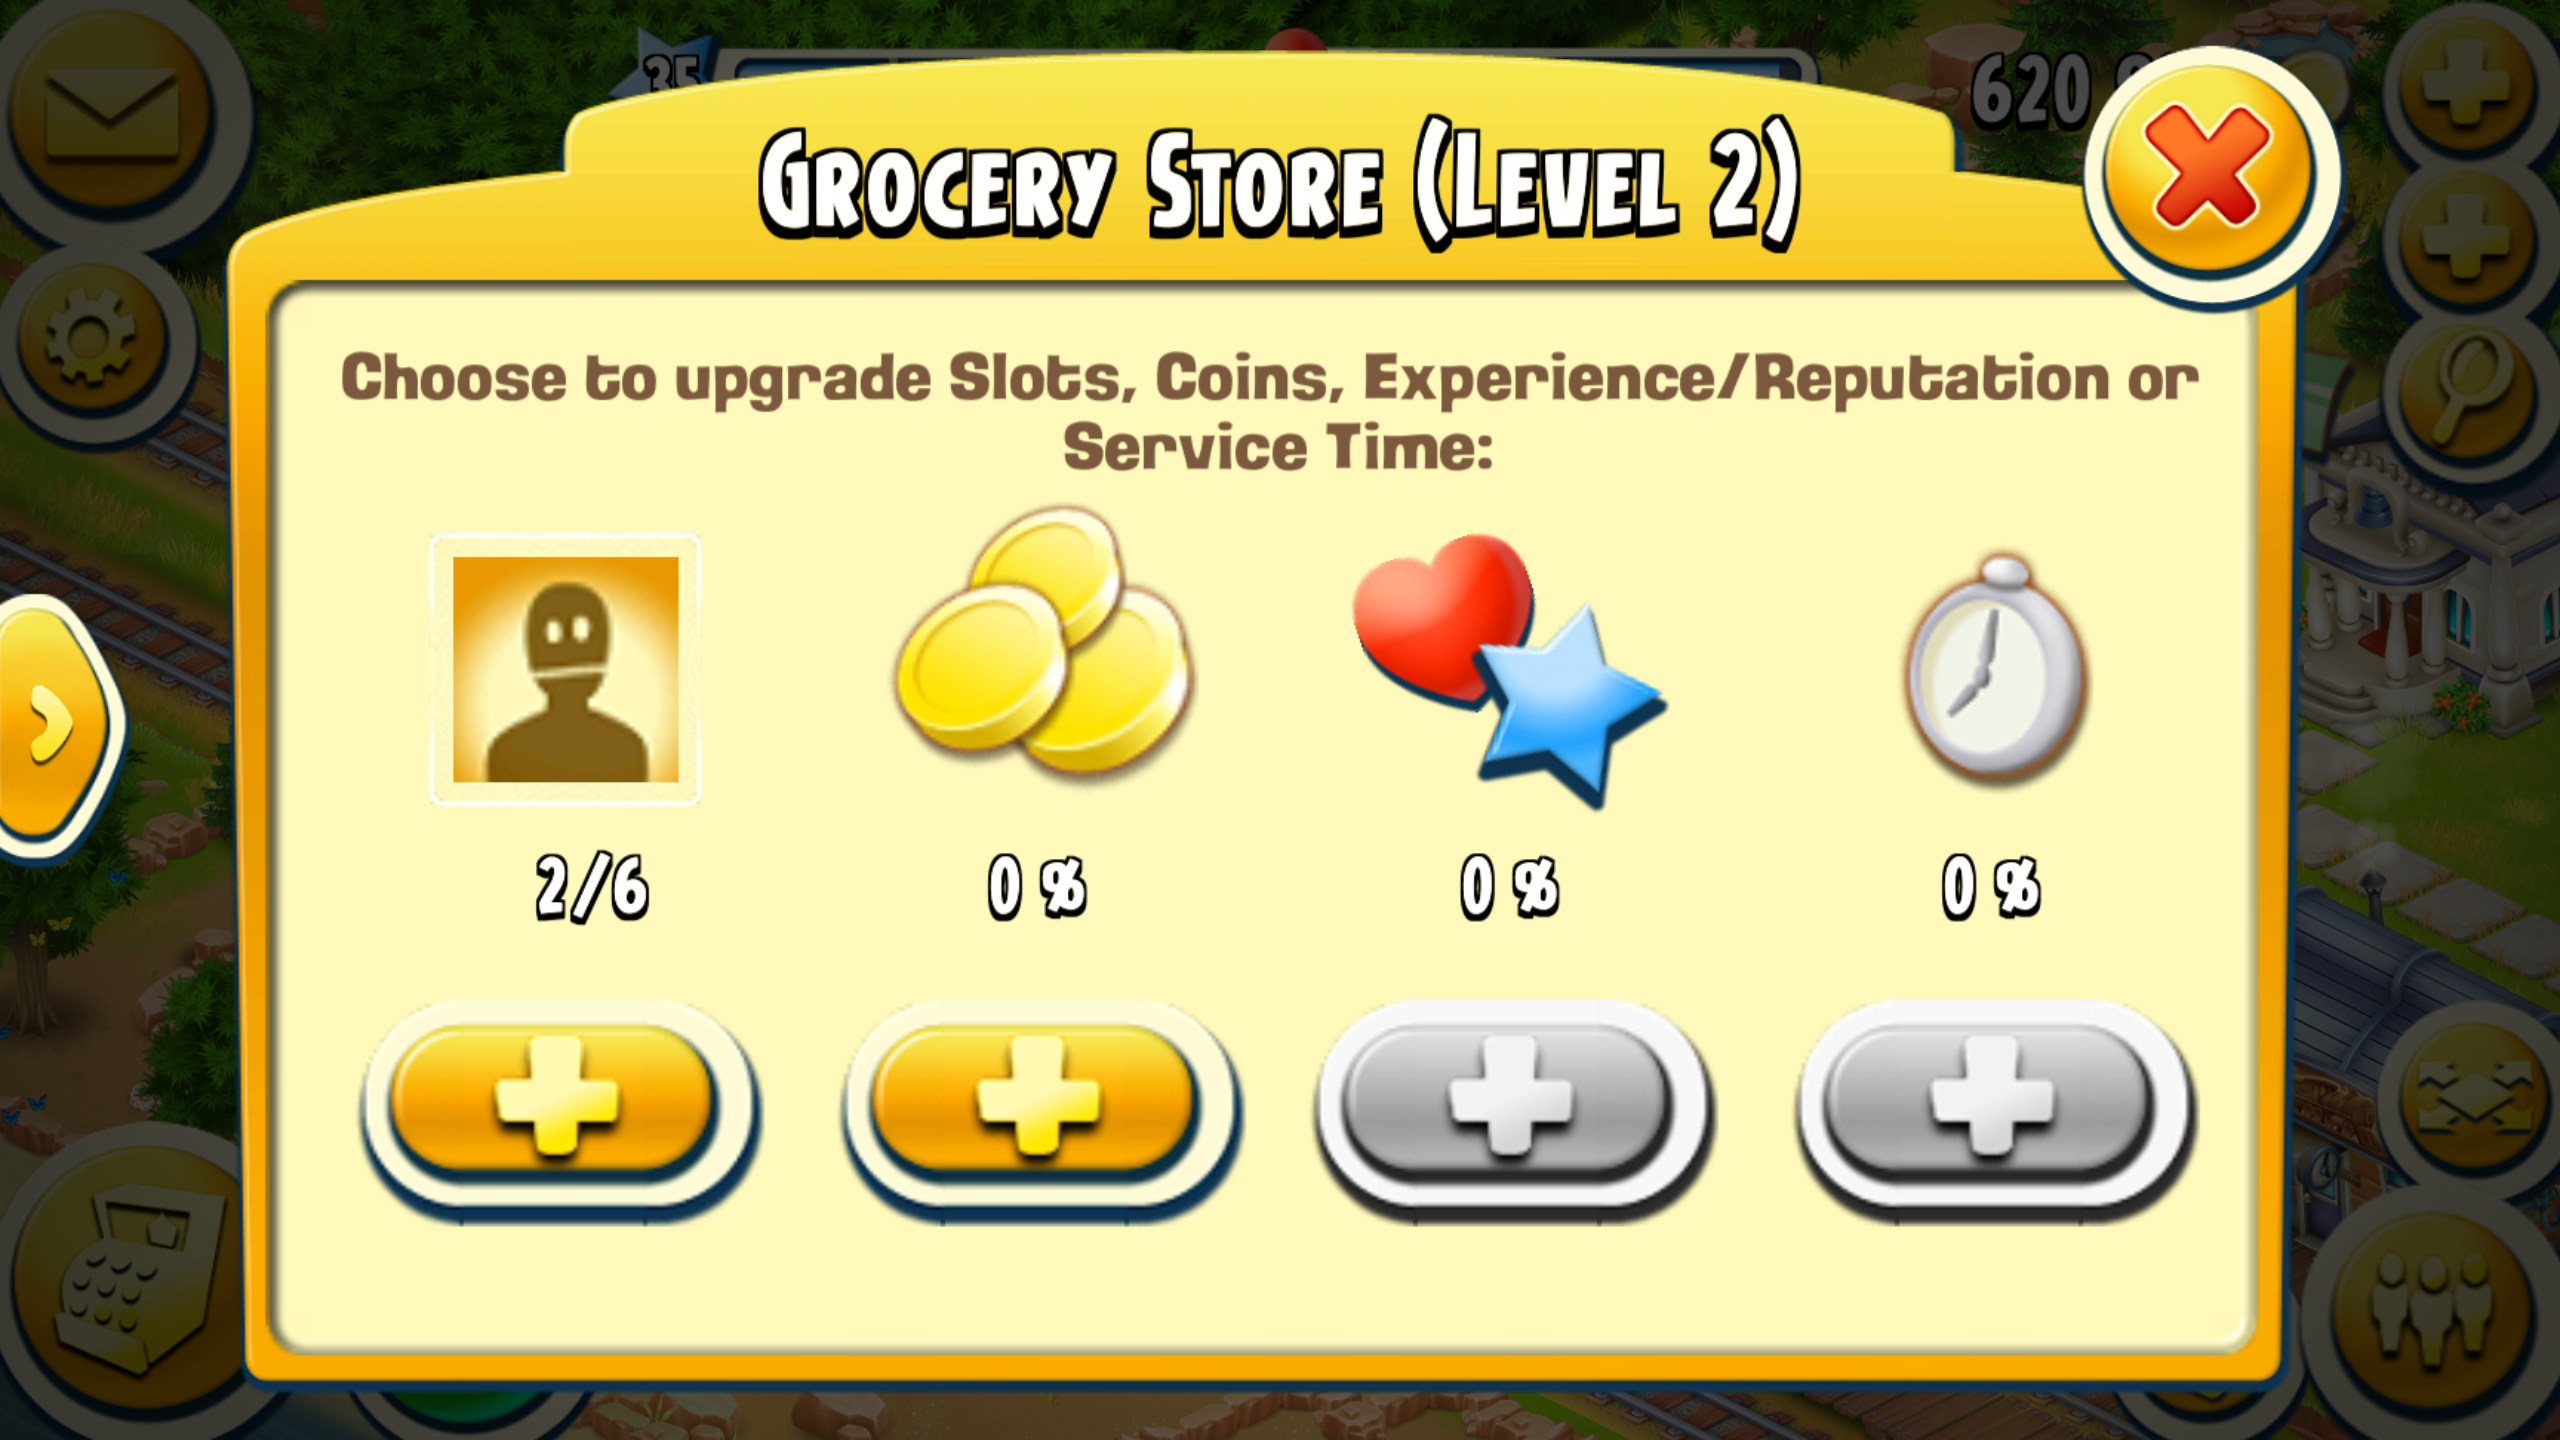 35
620
Grocery Store (Level 2)
Choose to upgrade Slots, Coins, Experience/Reputation or
Service Time:
2/6
0 %
0 %
0 %